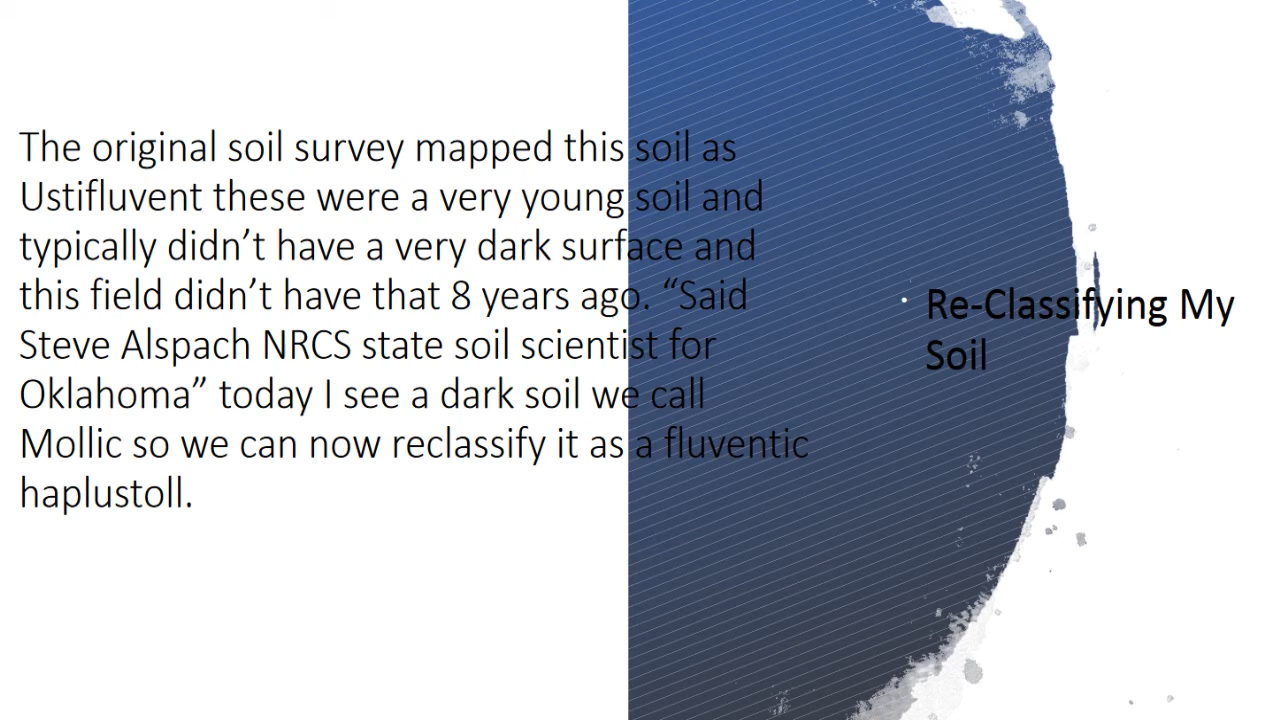 The original soil survey mapped this soil as
Ustifluvent these were a very young soil and
typically didn’t have a very dark surface and
this field didn’t have that 8 years ago. “Said
Steve Alspach NRCS state soil scientist for
Oklahoma” today I see a dark soil we call
Mollic so we can now reclassify it as a fluventic
haplustoll.
• Re-Classifying My
Soil